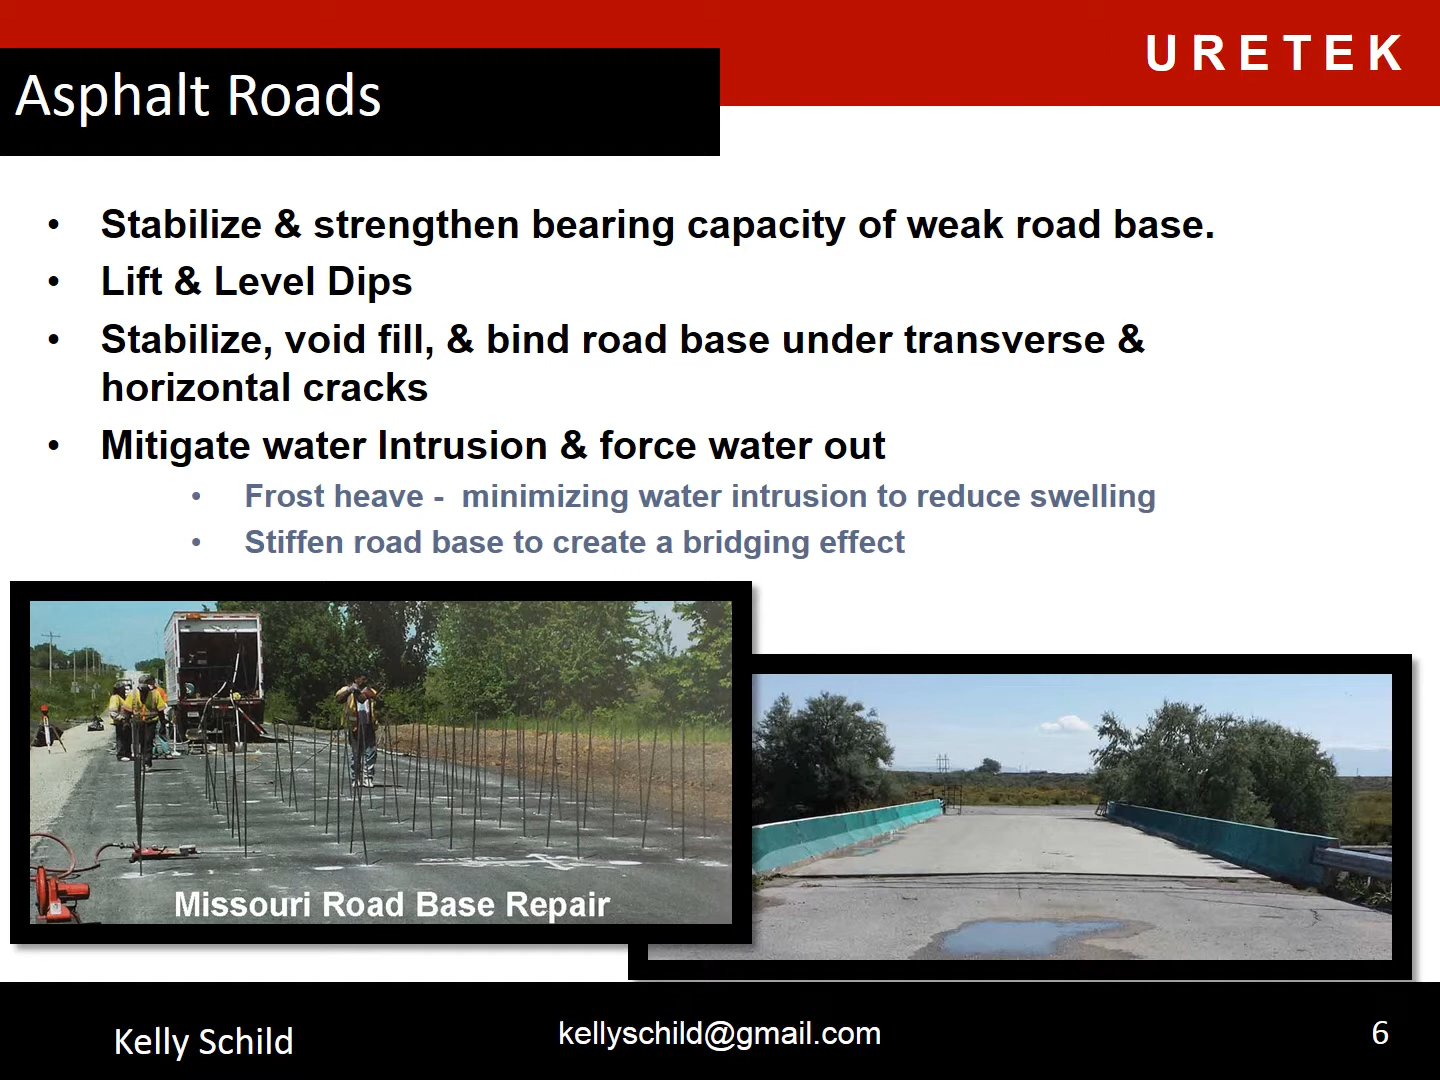 URETEK
Asphalt Roads
• Stabilize & strengthen bearing capacity of weak road base.
• Lift & Level Dips
• Stabilize, void fill, & bind road base under transverse &
horizontal cracks
• Mitigate water Intrusion & force water out
• Frost heave -  minimizing water intrusion to reduce swelling
• Stiffen road base to create a bridging effect
Missouri Road Base Repair
Kelly Schild
kellyschild@gmail.com
6